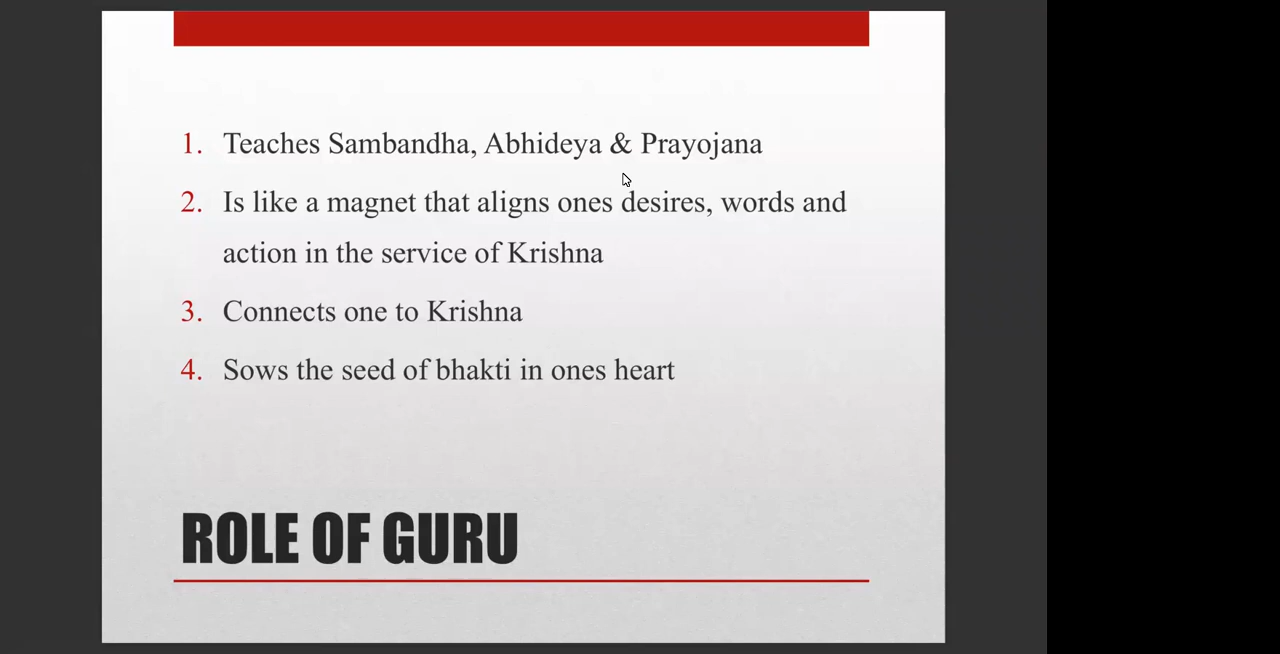 1. Teaches Sambandha, Abhideya & Prayojana
2. Is like a magnet that aligns ones desires, words and
action in the service of Krishna
3. Connects one to Krishna
4. Sows the seed of bhakti in ones heart
ROLE OF GURU